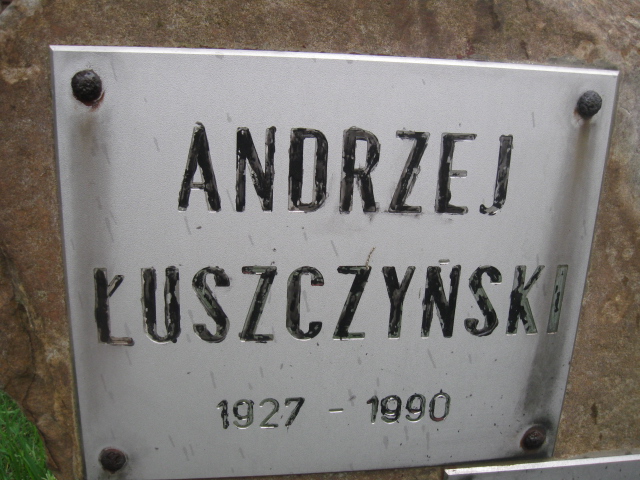 ANDRZEJ
ŁUSZCZYŃSKI
1927 - 1990